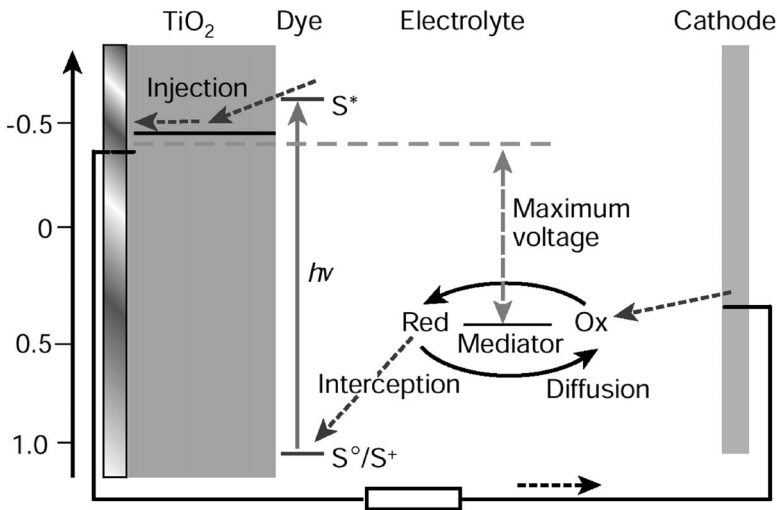 TiO₂ Dye Electrolyte Cathode
Injection
S*
-0.5
Maximum
voltage
0
hν
Red Ox
Mediator
0.5
Interception Diffusion
1.0
S°/S⁺